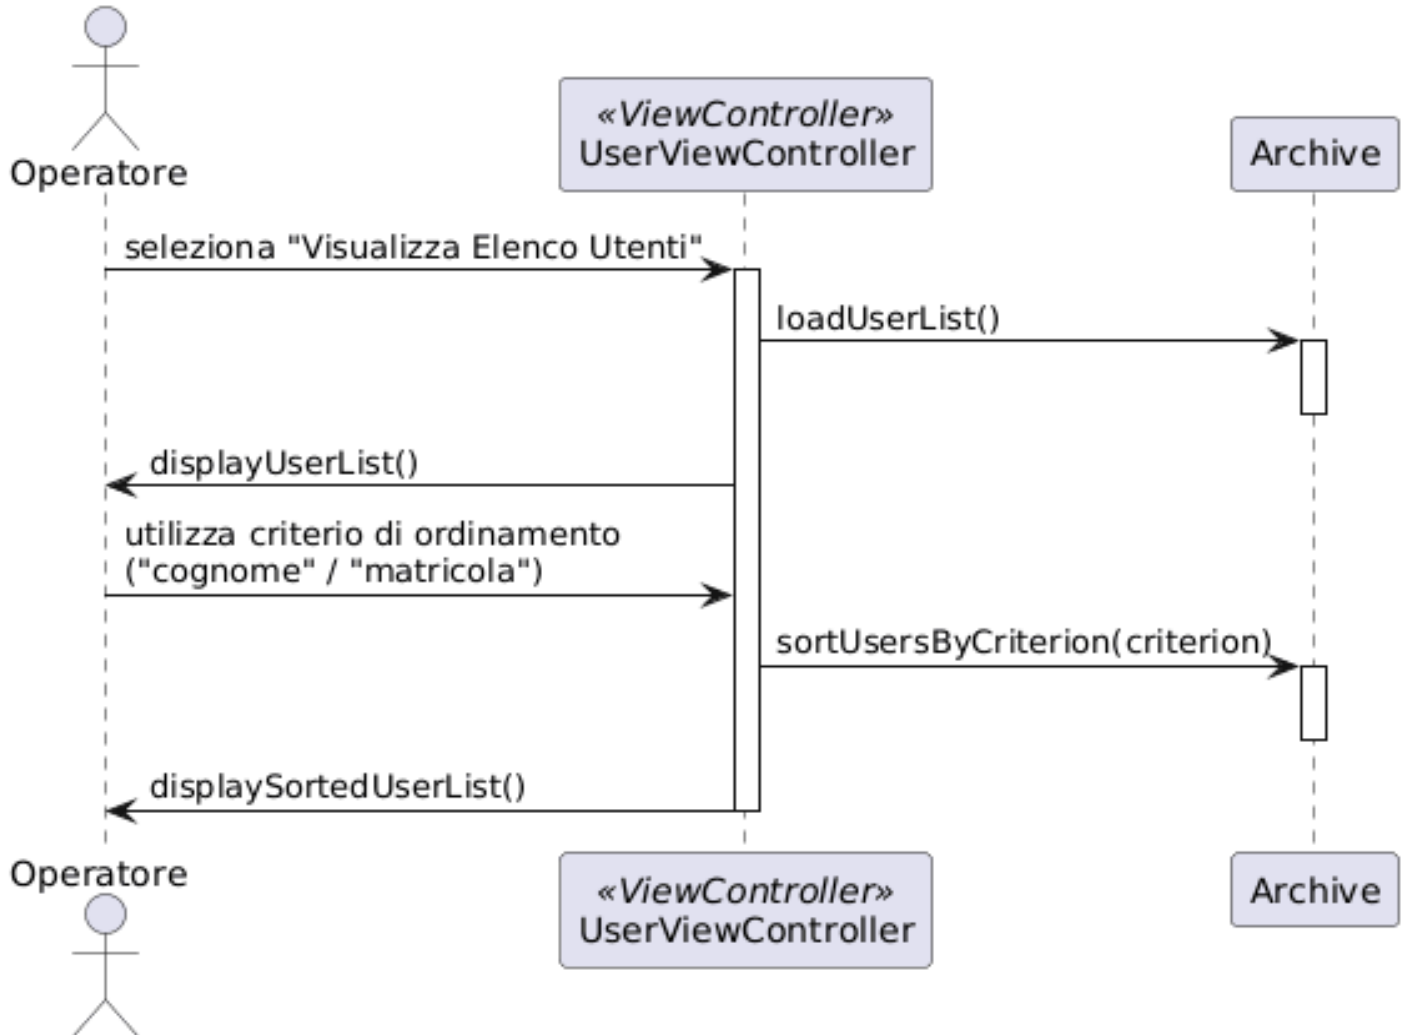 Operatore
«ViewController»
UserViewController
Archive
seleziona "Visualizza Elenco Utenti"
loadUserList()
displayUserList()
utilizza criterio di ordinamento
("cognome" / "matricola")
sortUsersByCriterion(criterion)
displaySortedUserList()
Operatore
«ViewController»
UserViewController
Archive